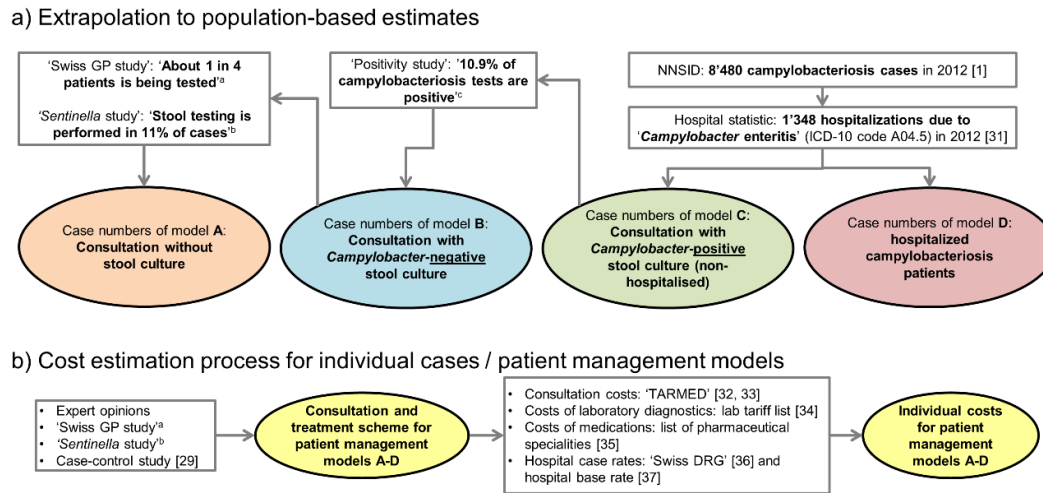 a) Extrapolation to population-based estimates
‘Swiss GP study’: ‘About 1 in 4
patients is being tested’a
‘Sentinella study’: ‘Stool testing is
performed in 11% of cases’b
‘Positivity study’: ‘10.9% of
campylobacteriosis tests are
positive’c
NNSID: 8’480 campylobacteriosis cases in 2012 [1]
Hospital statistic: 1’348 hospitalizations due to
‘Campylobacter enteritis’ (ICD-10 code A04.5) in 2012 [31]
Case numbers of model A:
Consultation without
stool culture
Case numbers of model B:
Consultation with
Campylobacter-negative
stool culture
Case numbers of model C:
Consultation with
Campylobacter-positive
stool culture (non-
hospitalised)
Case numbers of model D:
hospitalized
campylobacteriosis
patients
b) Cost estimation process for individual cases / patient management models
• Expert opinions
• ‘Swiss GP study’a
• ‘Sentinella study’b
• Case-control study [29]
Consultation and
treatment scheme for
patient management
models A-D
• Consultation costs: ‘TARMED’ [32, 33]
• Costs of laboratory diagnostics: lab tariff list [34]
• Costs of medications: list of pharmaceutical
specialities [35]
• Hospital case rates: ‘Swiss DRG’ [36] and
hospital base rate [37]
Individual costs
for patient
management
models A-D